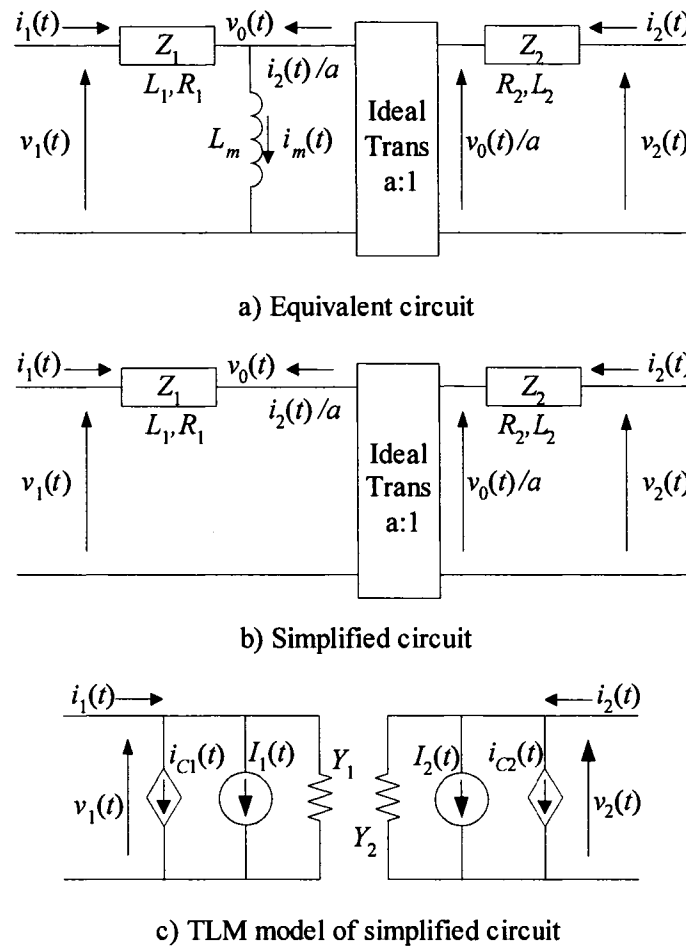 i₁(t) Z₁ v₀(t) Z₂ i₂(t)
L₁,R₁ i₂(t)/a R₂,L₂
v₁(t) Lₘ iₘ(t) Ideal Trans a:1 v₀(t)/a v₂(t)
a) Equivalent circuit
i₁(t) Z₁ v₀(t) Z₂ i₂(t)
L₁,R₁ i₂(t)/a R₂,L₂
v₁(t) Ideal Trans a:1 v₀(t)/a v₂(t)
b) Simplified circuit
i₁(t) i₂(t)
i_C1(t) I₁(t) Y₁ I₂(t) i_C2(t)
v₁(t) Y₂ v₂(t)
c) TLM model of simplified circuit